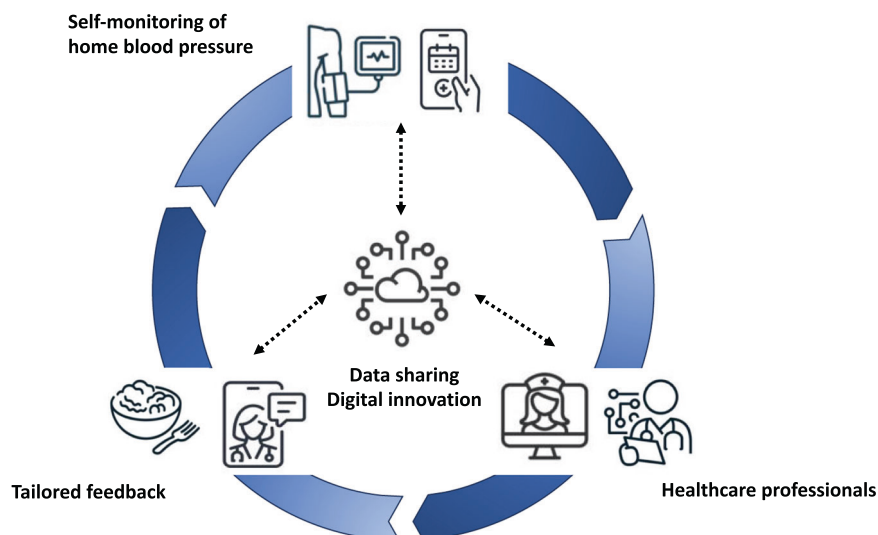 Self-monitoring of
home blood pressure
Data sharing
Digital innovation
Tailored feedback
Healthcare professionals